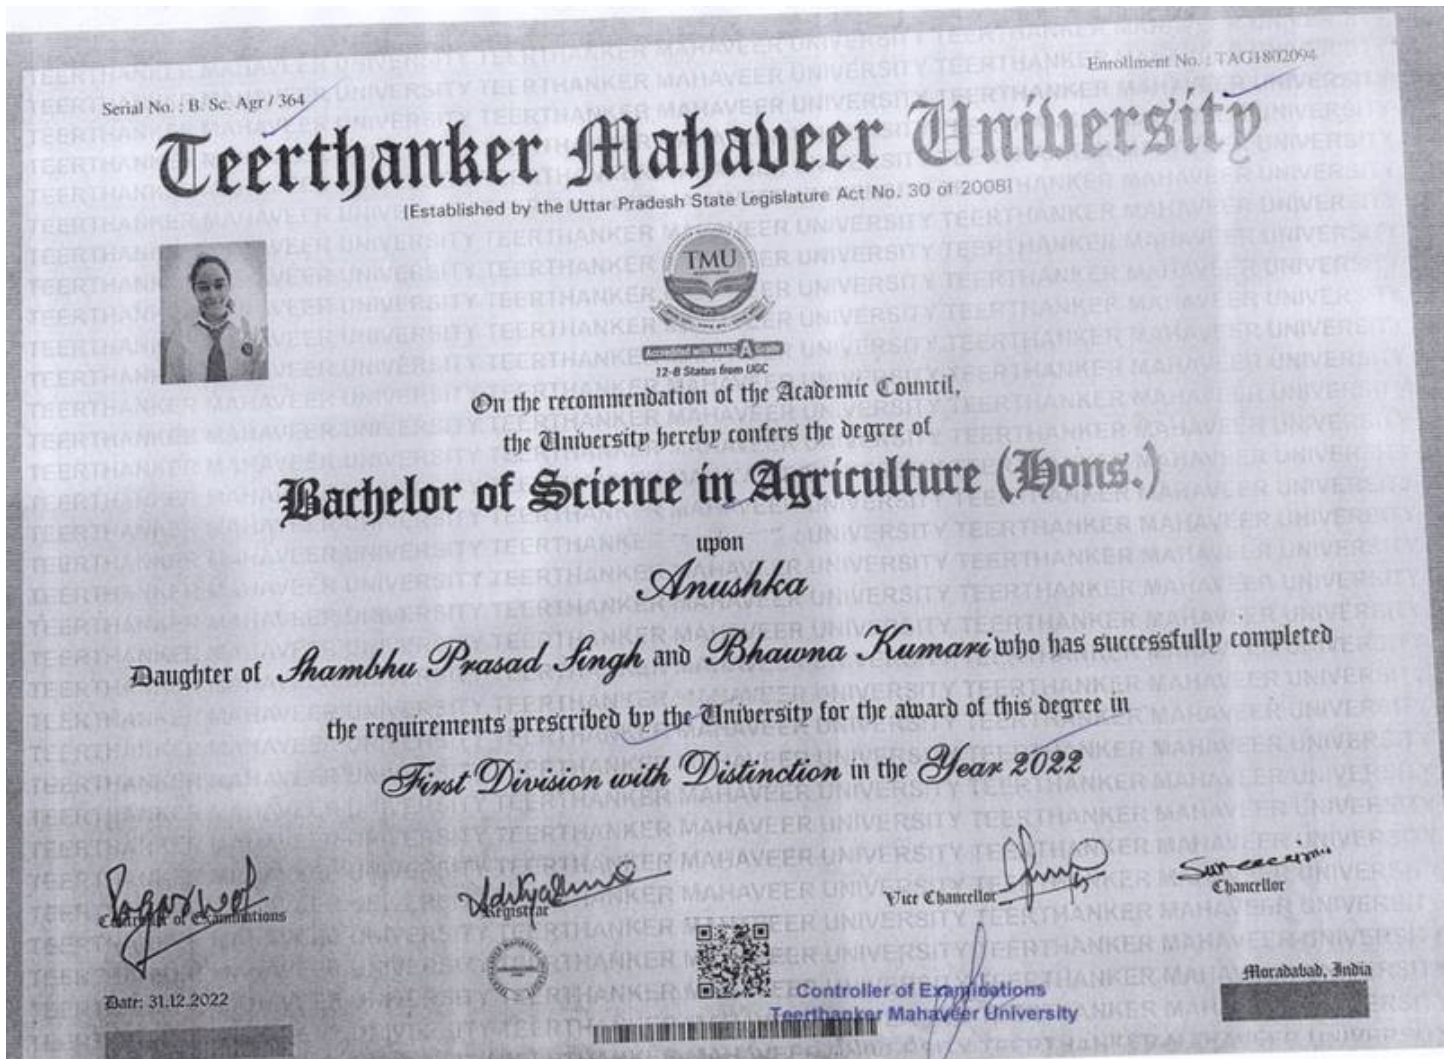 Enrollment No. : TAG1802094
Serial No. : B. Sc. Agr / 364
Teerthanker Mahaveer University
[Established by the Uttar Pradesh State Legislature Act No. 30 of 2008]
TMU
Accredited with NAAC A Grade
12-B Status from UGC
On the recommendation of the Academic Council,
the University hereby confers the degree of
Bachelor of Science in Agriculture (Hons.)
upon
Anushka
Daughter of Shambhu Prasad Singh and Bhawna Kumari who has successfully completed
the requirements prescribed by the University for the award of this degree in
First Division with Distinction in the Year 2022
Controller of Examinations
Registrar
Vice Chancellor
Chancellor
Date: 31.12.2022
Moradabad, India
Controller of Examinations
Teerthanker Mahaveer University